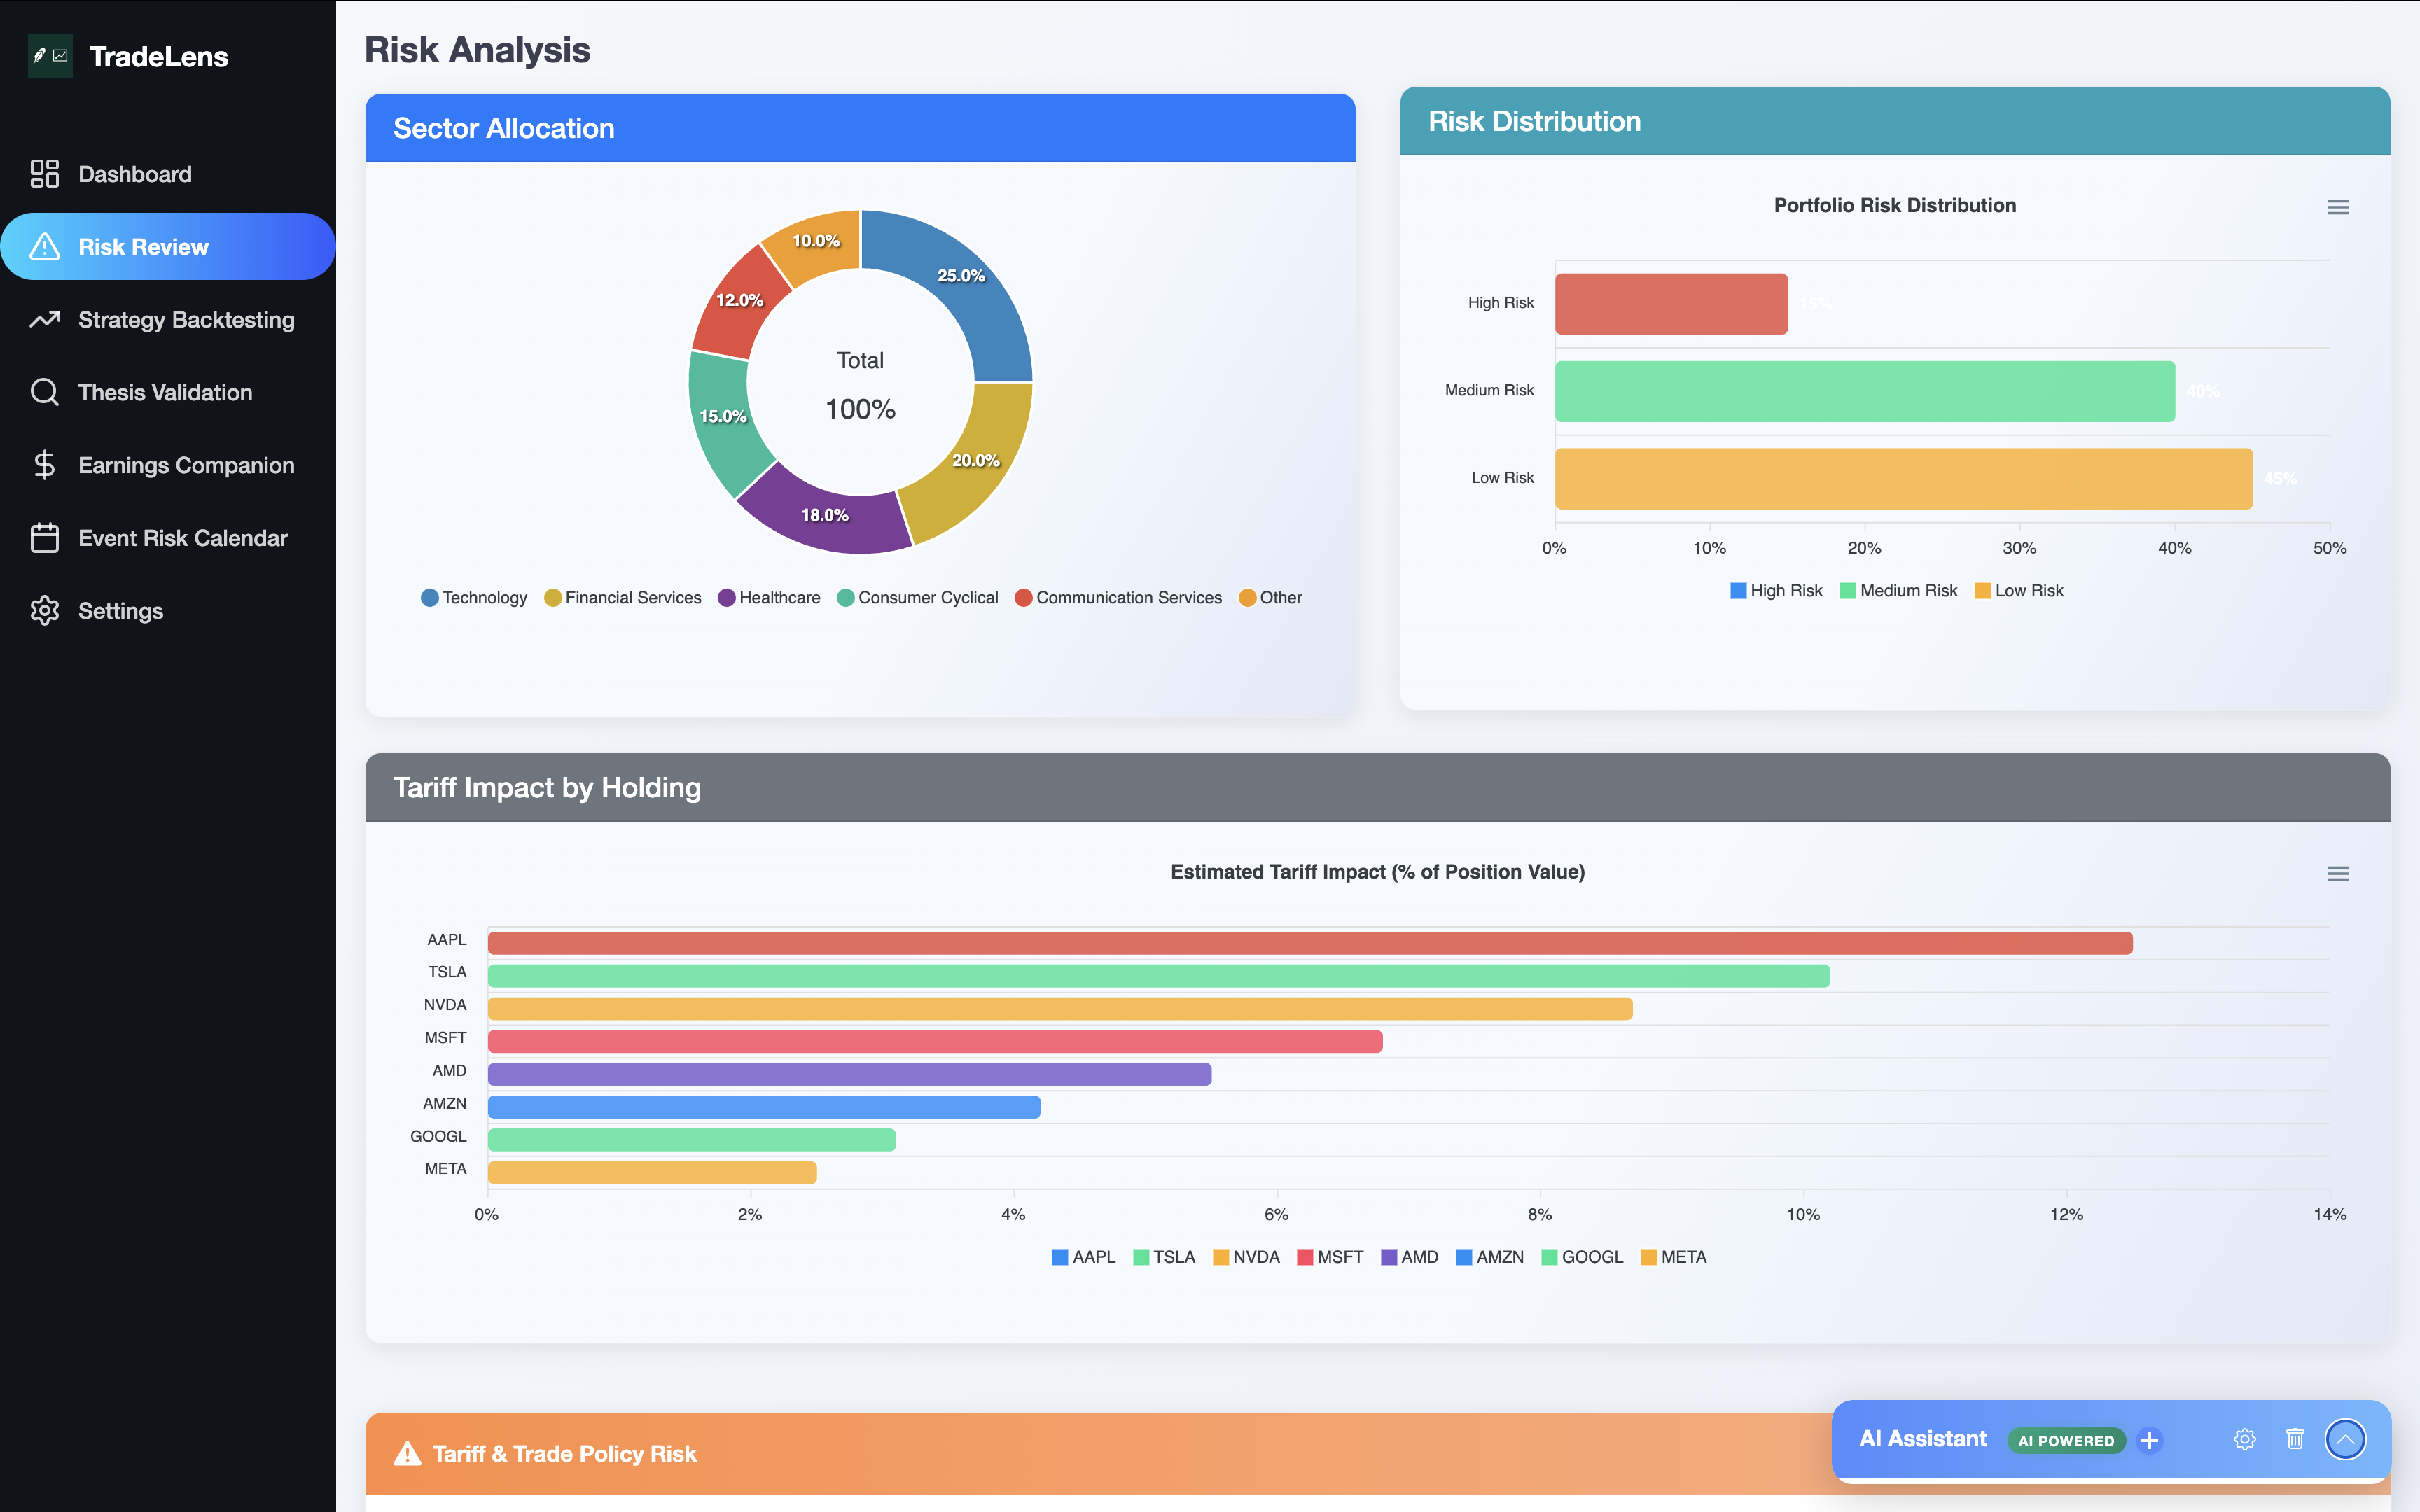 TradeLens
Dashboard
Risk Review
Strategy Backtesting
Thesis Validation
Earnings Companion
Event Risk Calendar
Settings
Risk Analysis
Sector Allocation
10.0%
25.0%
12.0%
Total
100%
15.0%
20.0%
18.0%
Technology Financial Services Healthcare Consumer Cyclical Communication Services Other
Risk Distribution
Portfolio Risk Distribution
High Risk 15%
Medium Risk 40%
Low Risk 45%
0% 10% 20% 30% 40% 50%
High Risk Medium Risk Low Risk
Tariff Impact by Holding
Estimated Tariff Impact (% of Position Value)
AAPL
TSLA
NVDA
MSFT
AMD
AMZN
GOOGL
META
0% 2% 4% 6% 8% 10% 12% 14%
AAPL TSLA NVDA MSFT AMD AMZN GOOGL META
Tariff & Trade Policy Risk
AI Assistant AI POWERED